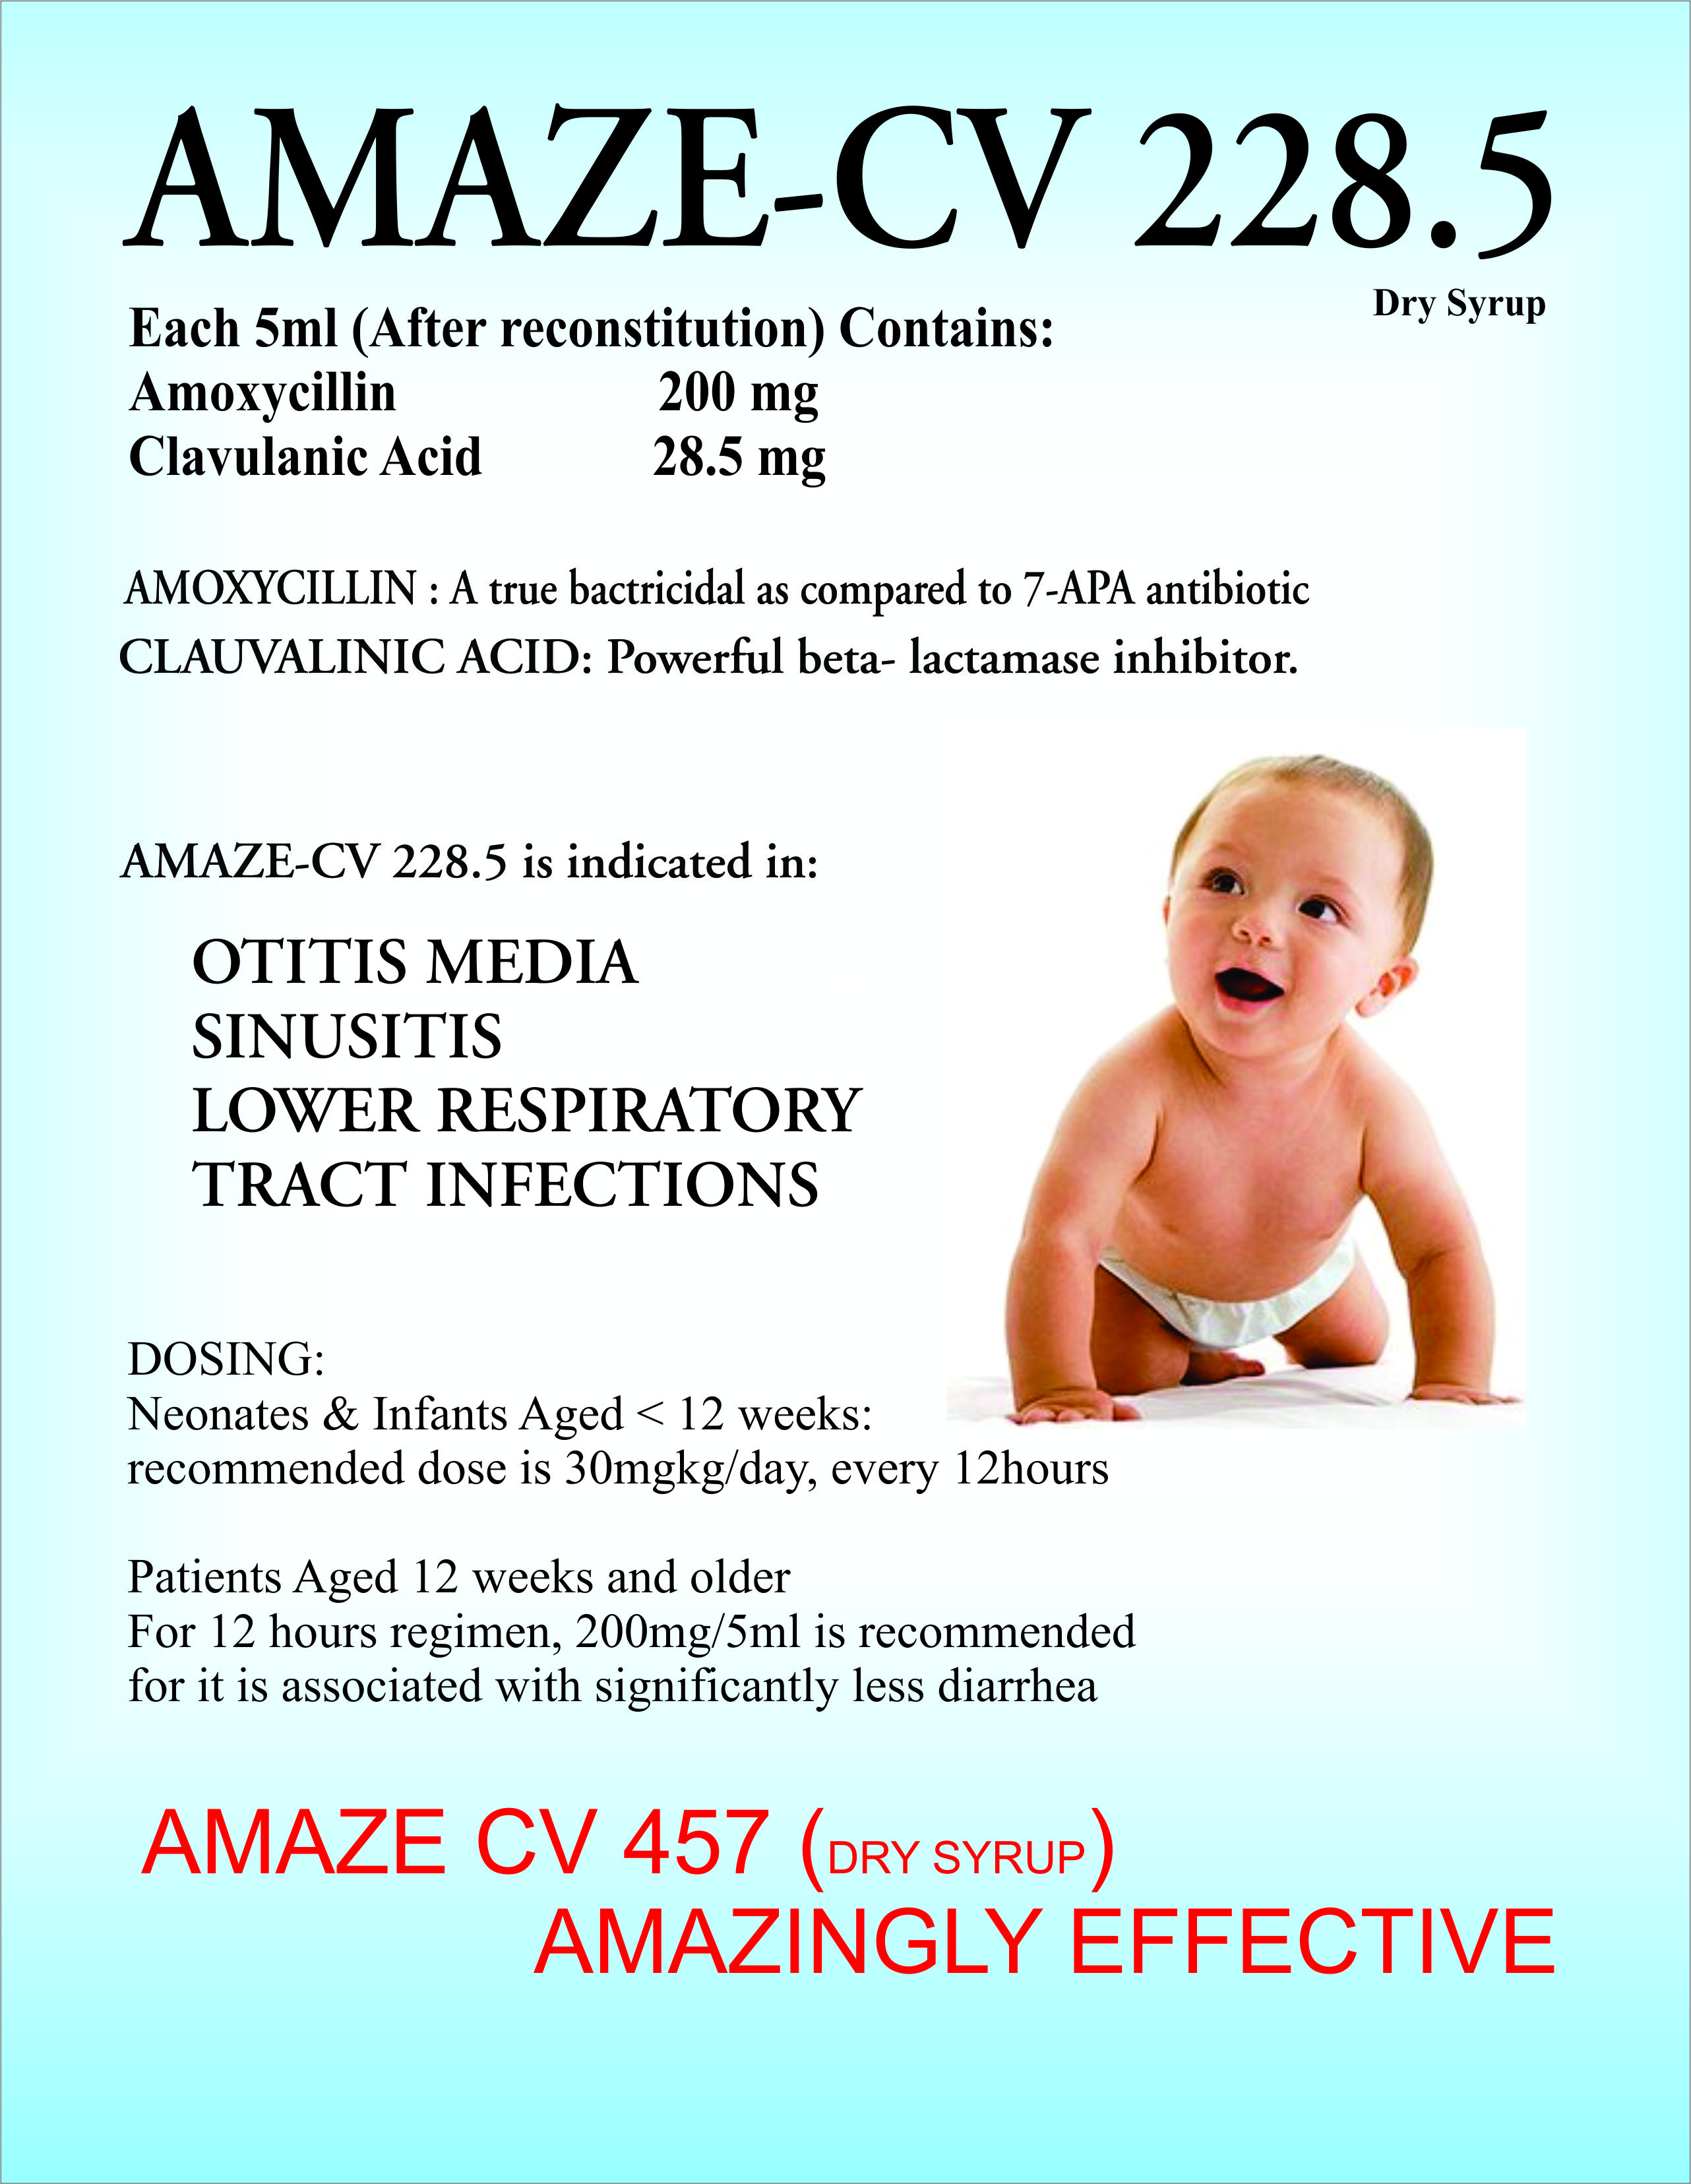 AMAZE-CV 228.5
Dry Syrup
Each 5ml (After reconstitution) Contains:
Amoxycillin 200 mg
Clavulanic Acid 28.5 mg
AMOXYCILLIN : A true bactricidal as compared to 7-APA antibiotic
CLAUVALINIC ACID: Powerful beta- lactamase inhibitor.
AMAZE-CV 228.5 is indicated in:
OTITIS MEDIA
SINUSITIS
LOWER RESPIRATORY
TRACT INFECTIONS
DOSING:
Neonates & Infants Aged < 12 weeks:
recommended dose is 30mgkg/day, every 12hours
Patients Aged 12 weeks and older
For 12 hours regimen, 200mg/5ml is recommended
for it is associated with significantly less diarrhea
AMAZE CV 457 (DRY SYRUP)
AMAZINGLY EFFECTIVE